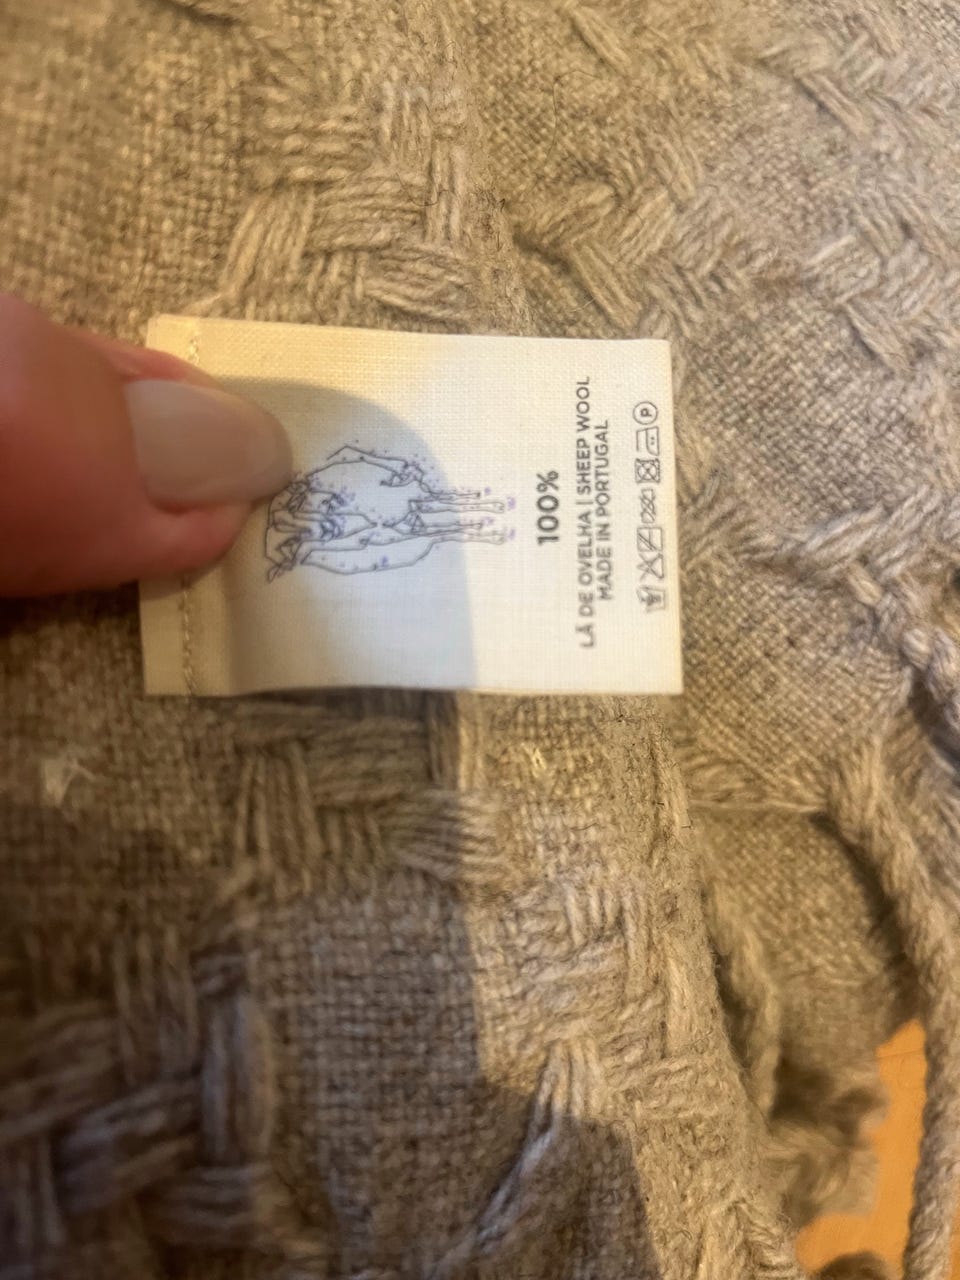 100%
LÃ DE OVELHA | SHEEP WOOL
MADE IN PORTUGAL
P